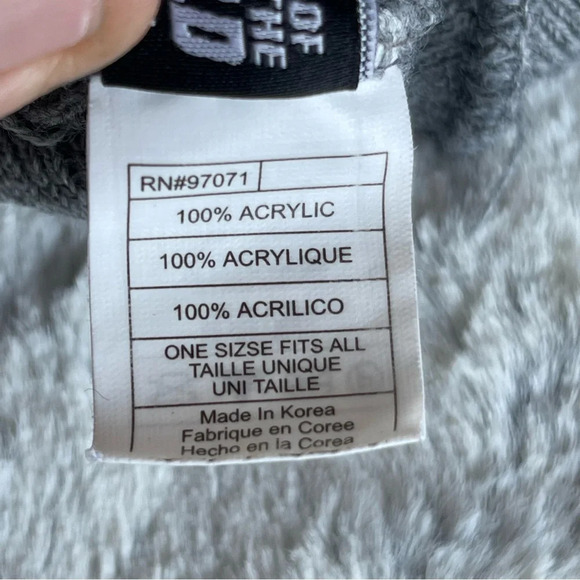 OF
THE
RN#97071
100% ACRYLIC
100% ACRYLIQUE
100% ACRILICO
ONE SIZSE FITS ALL
TAILLE UNIQUE
UNI TAILLE
Made In Korea
Fabrique en Coree
Hecho en la Corea